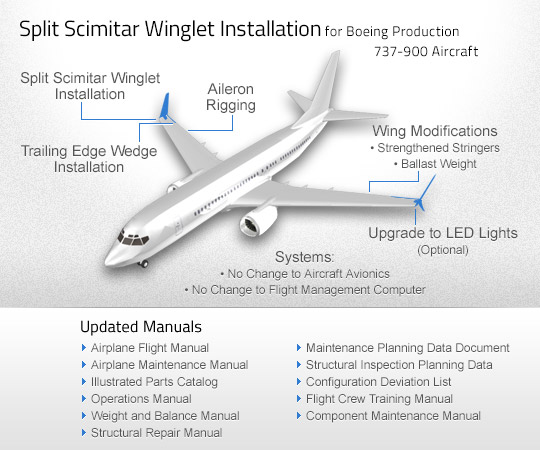 Split Scimitar Winglet Installation for Boeing Production
737-900 Aircraft
Split Scimitar Winglet
Installation
Aileron
Rigging
Trailing Edge Wedge
Installation
Wing Modifications
• Strengthened Stringers
• Ballast Weight
Upgrade to LED Lights
(Optional)
Systems:
• No Change to Aircraft Avionics
• No Change to Flight Management Computer
Updated Manuals
Airplane Flight Manual
Airplane Maintenance Manual
Illustrated Parts Catalog
Operations Manual
Weight and Balance Manual
Structural Repair Manual
Maintenance Planning Data Document
Structural Inspection Planning Data
Configuration Deviation List
Flight Crew Training Manual
Component Maintenance Manual